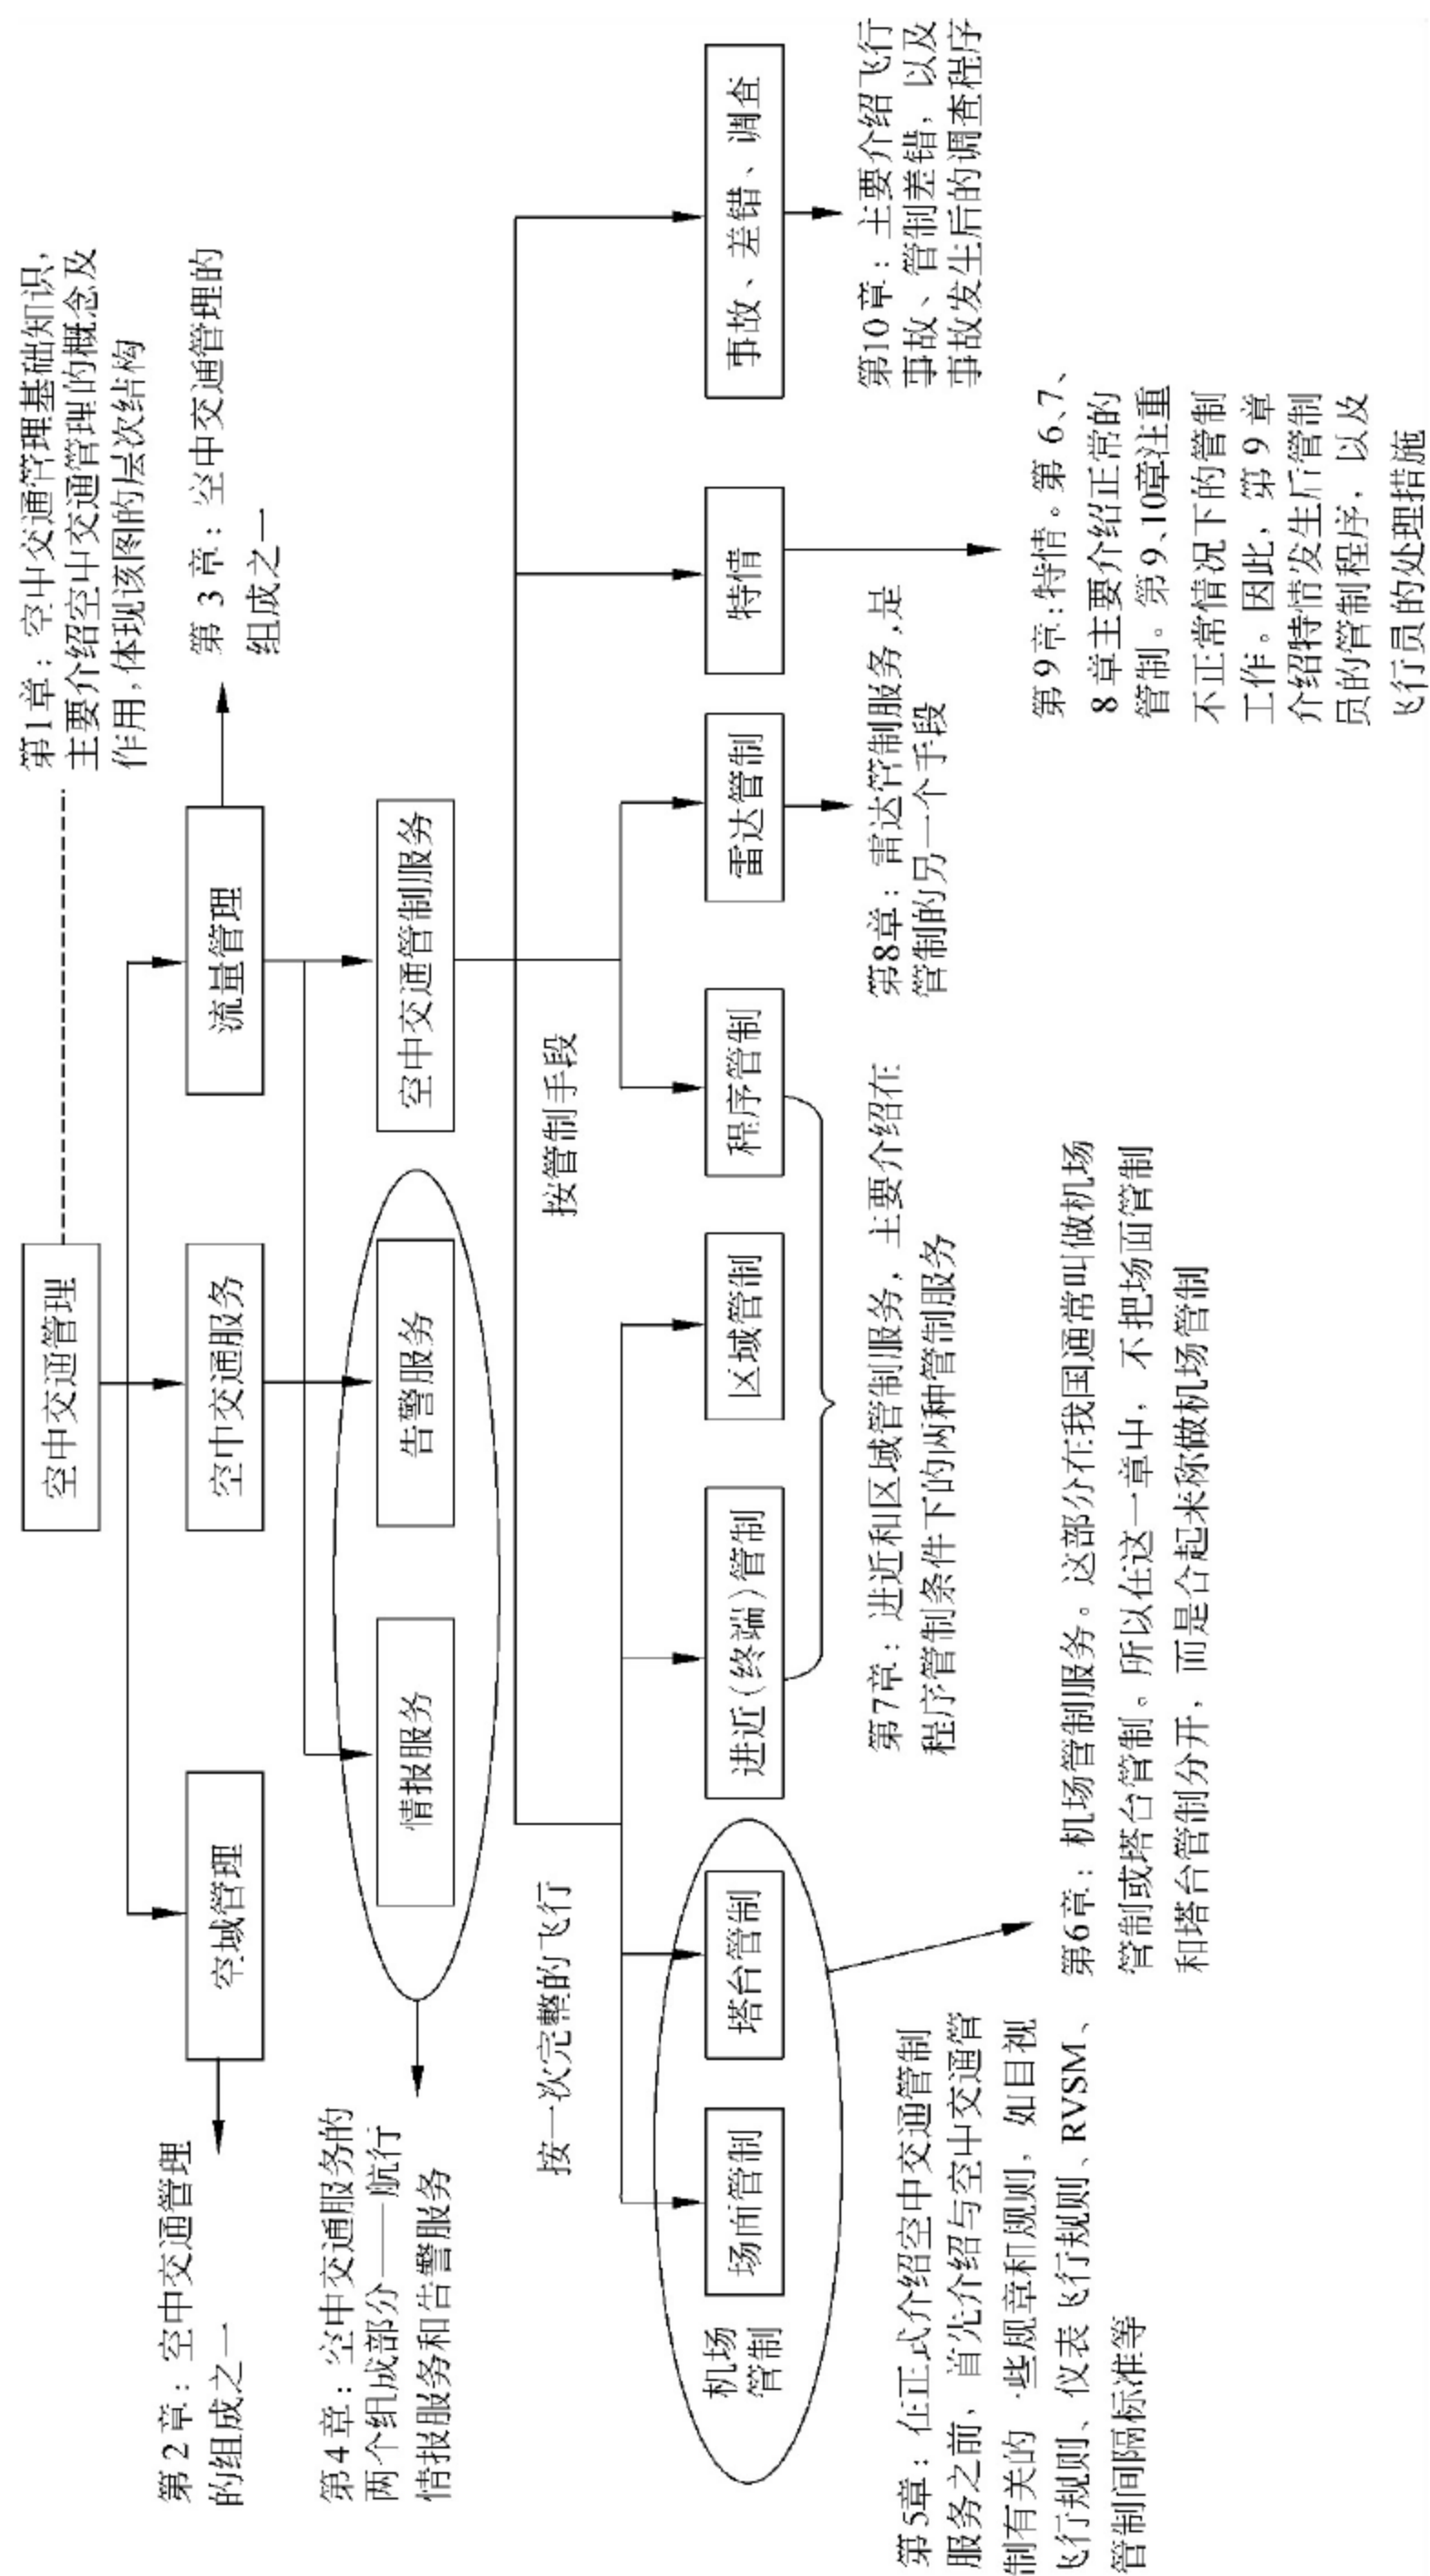 第1章：空中交通管理基础知识，
主要介绍空中交通管理的概念及
作用，体现该图的层次结构
空中交通管理
第2章：空中交通管理
的组成之一
空域管理
空中交通服务
流量管理
第3章：空中交通管理的
组成之一
第4章：空中交通服务的
两个组成部分——航行
情报服务和告警服务
情报服务
告警服务
空中交通管制服务
按一次完整的飞行
按管制手段
机场
管制
场面管制
塔台管制
进近（终端）管制
区域管制
程序管制
雷达管制
特情
事故、差错、调查
第5章：在正式介绍空中交通管制
服务之前，首先介绍与空中交通管
制有关的一些规章和规则，如目视
飞行规则、仪表飞行规则、RVSM、
管制间隔标准等
第6章：机场管制服务。这部分在我国通常叫做机场
管制或塔台管制。所以在这一章中，不把场面管制
和塔台管制分开，而是合起来称做机场管制
第7章：进近和区域管制服务，主要介绍在
程序管制条件下的两种管制服务
第8章：雷达管制服务，是
管制的另一个手段
第9章：特情。第6、7、
8章主要介绍正常的
管制。第9、10章注重
不正常情况下的管制
工作。因此，第9章
介绍特情发生后管制
员的管制程序，以及
飞行员的处理措施
第10章：主要介绍飞行
事故、管制差错，以及
事故发生后的调查程序